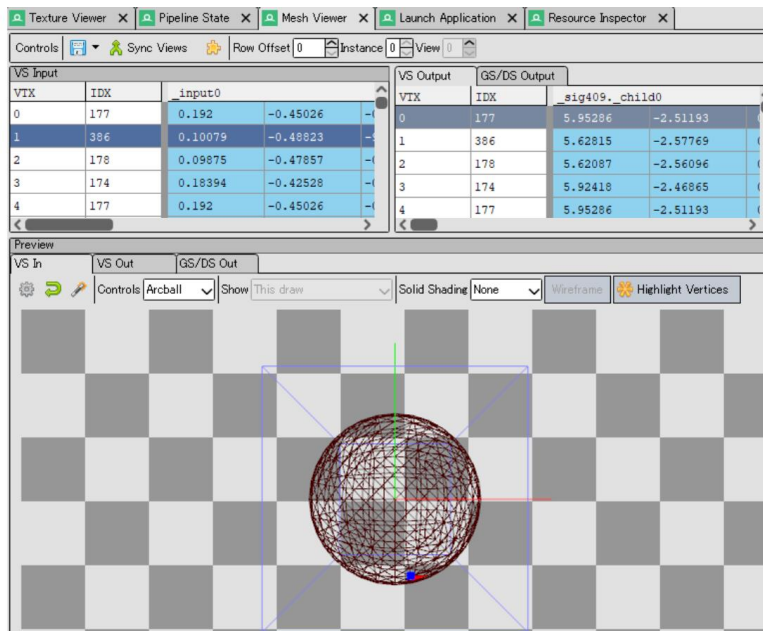 Texture Viewer Pipeline State Mesh Viewer Launch Application Resource Inspector
Controls Sync Views Row Offset 0 Instance 0 View 0
VS Input
VTX IDX _input0
0 177 0.192 -0.45026
1 386 0.10079 -0.48823
2 178 0.09875 -0.47857
3 174 0.18394 -0.42528
4 177 0.192 -0.45026
VS Output GS/DS Output
VTX IDX _sig409._child0
0 177 5.95286 -2.51193
1 386 5.62815 -2.57769
2 178 5.62087 -2.56096
3 174 5.92418 -2.46865
4 177 5.95286 -2.51193
Preview
VS In VS Out GS/DS Out
Controls Arcball Show This draw Solid Shading None Wireframe Highlight Vertices